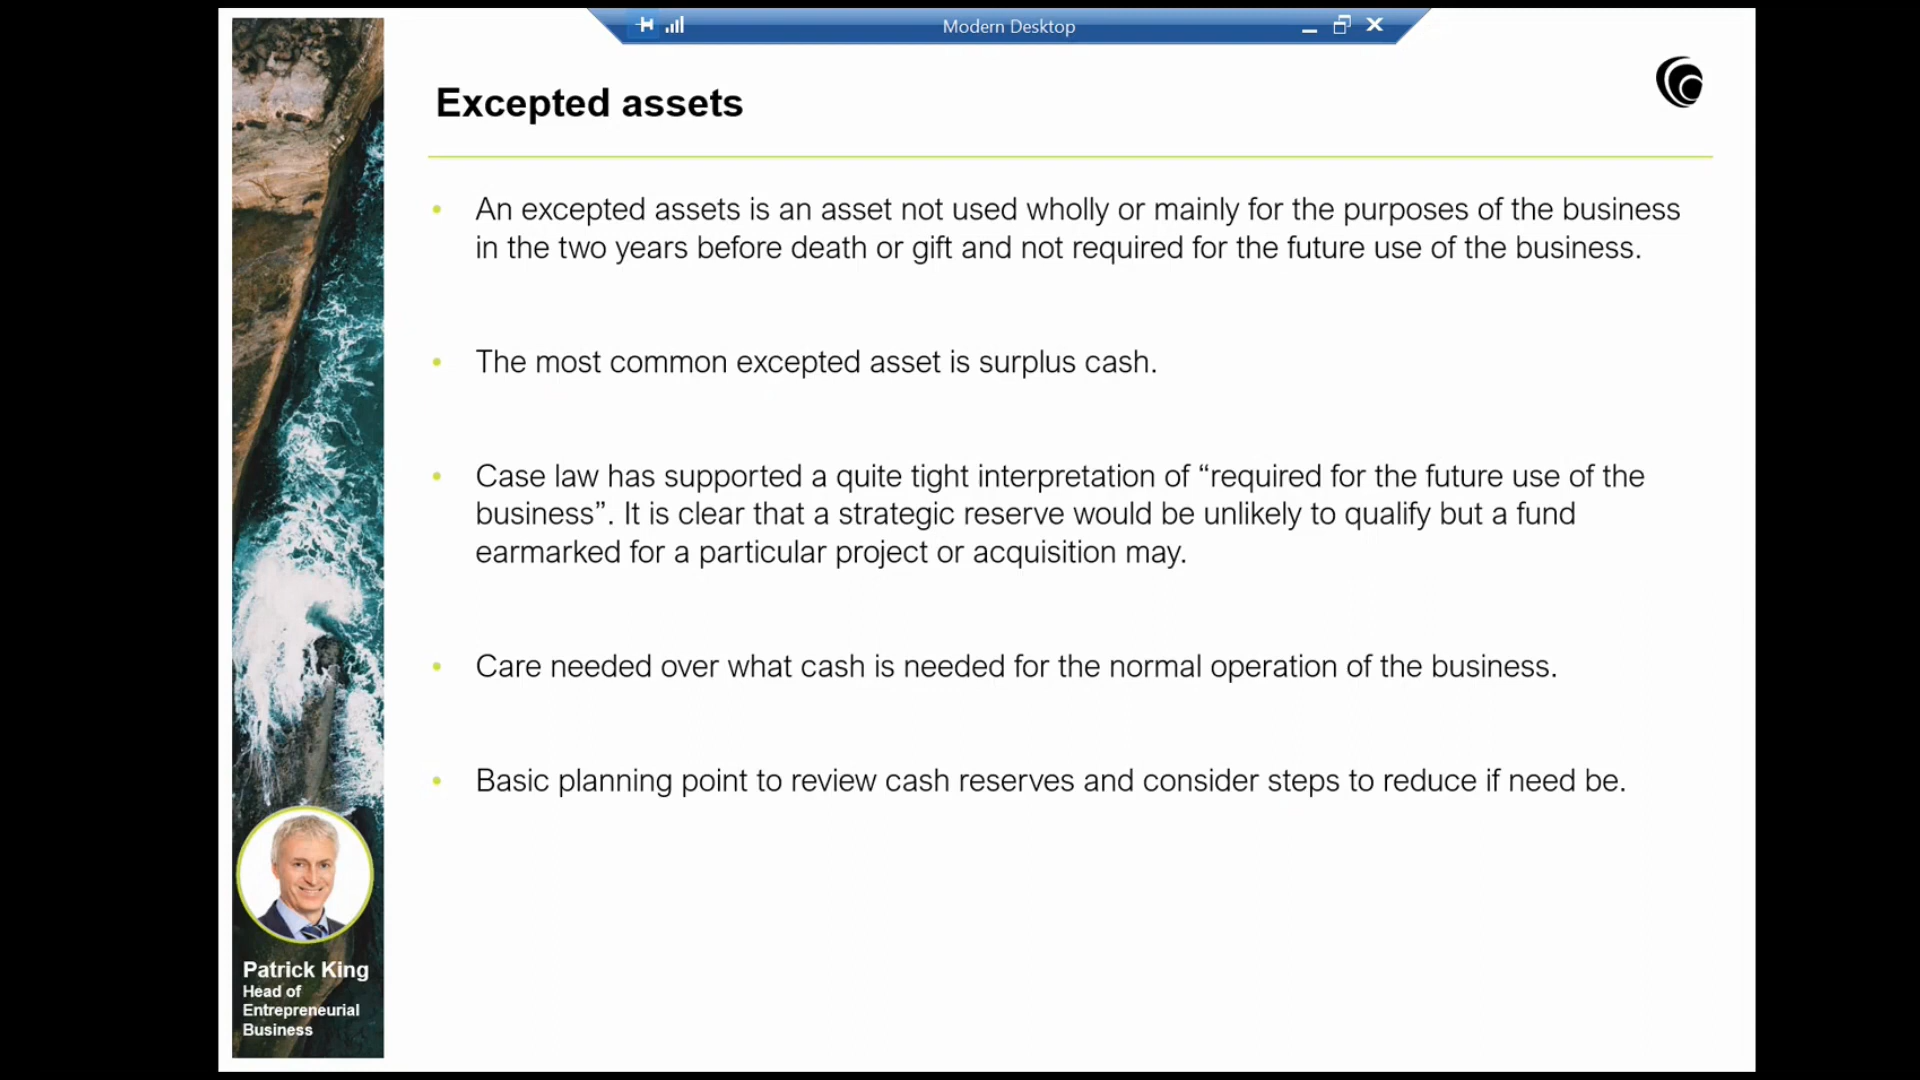 Modern Desktop
Excepted assets
• An excepted assets is an asset not used wholly or mainly for the purposes of the business
in the two years before death or gift and not required for the future use of the business.
• The most common excepted asset is surplus cash.
• Case law has supported a quite tight interpretation of “required for the future use of the
business”. It is clear that a strategic reserve would be unlikely to qualify but a fund
earmarked for a particular project or acquisition may.
• Care needed over what cash is needed for the normal operation of the business.
• Basic planning point to review cash reserves and consider steps to reduce if need be.
Patrick King
Head of
Entrepreneurial
Business